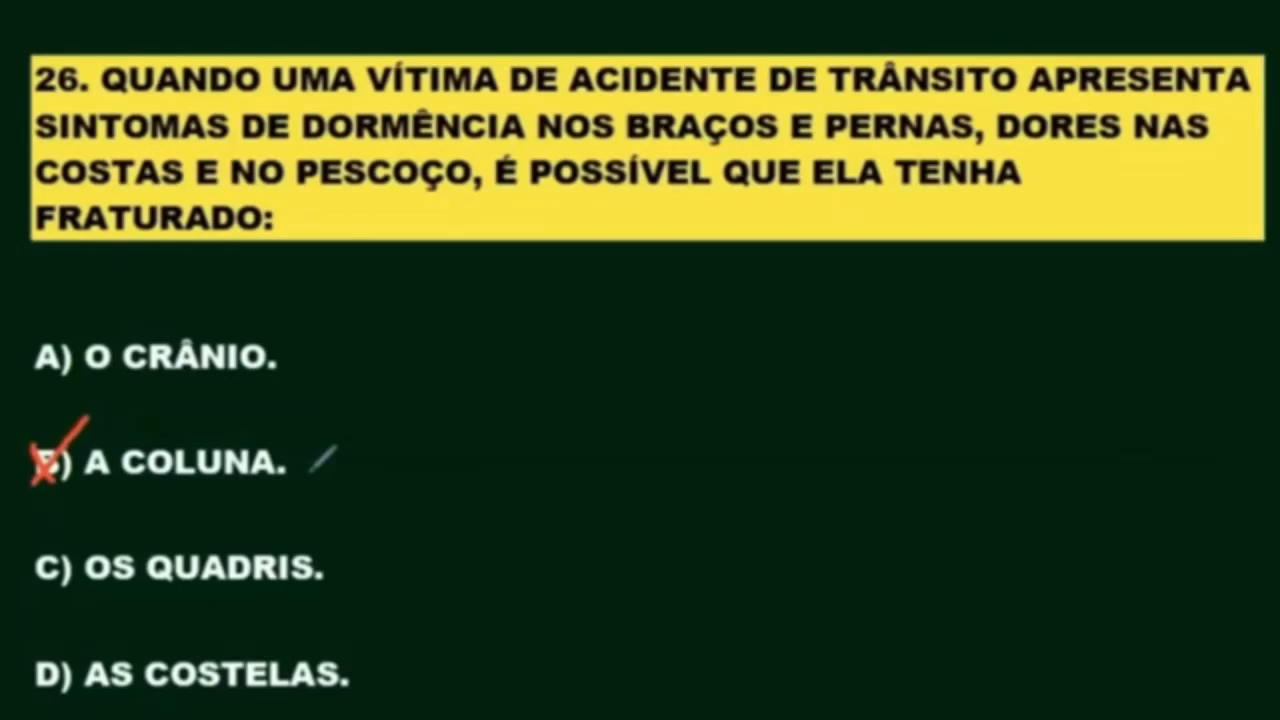 26. QUANDO UMA VÍTIMA DE ACIDENTE DE TRÂNSITO APRESENTA
SINTOMAS DE DORMÊNCIA NOS BRAÇOS E PERNAS, DORES NAS
COSTAS E NO PESCOÇO, É POSSÍVEL QUE ELA TENHA
FRATURADO:
A) O CRÂNIO.
B) A COLUNA.
C) OS QUADRIS.
D) AS COSTELAS.